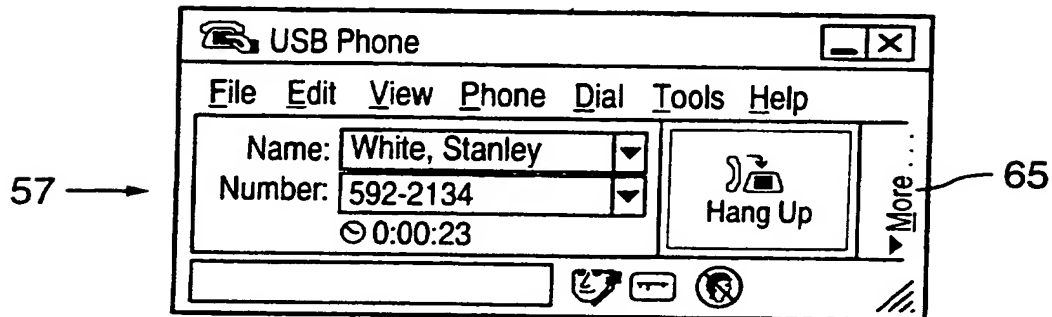 USB Phone
File Edit View Phone Dial Tools Help
Name: White, Stanley
Number: 592-2134
0:00:23
Hang Up
More....
57
65